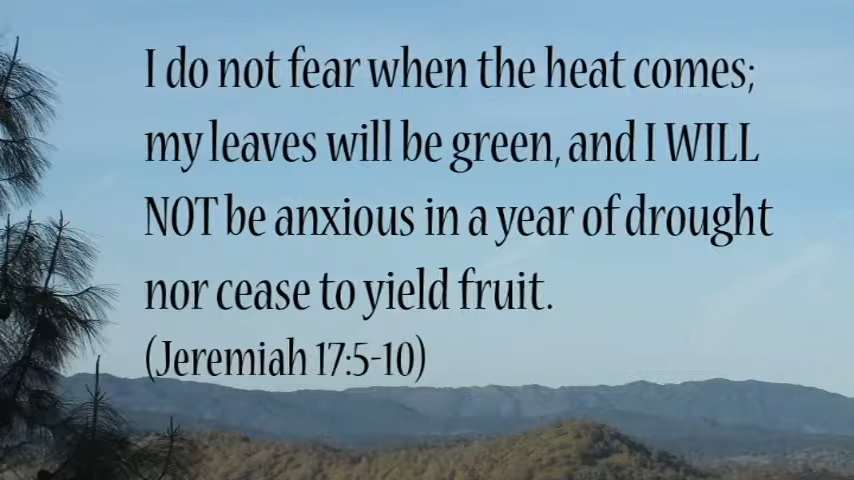 I do not fear when the heat comes;
my leaves will be green, and I WILL
NOT be anxious in a year of drought
nor cease to yield fruit.
(Jeremiah 17:5-10)